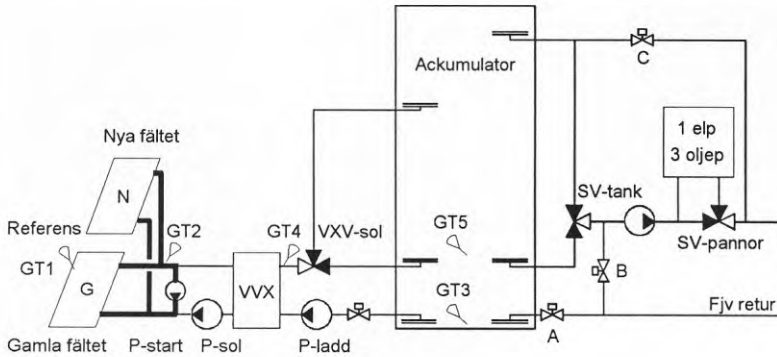 Ackumulator
C
1 elp
3 oljep
Nya fältet
N
SV-tank
Referens
GT2
GT4
VXV-sol
GT5
SV-pannor
GT1
G
VVX
B
GT3
Fjv retur
A
Gamla fältet
P-start
P-sol
P-ladd